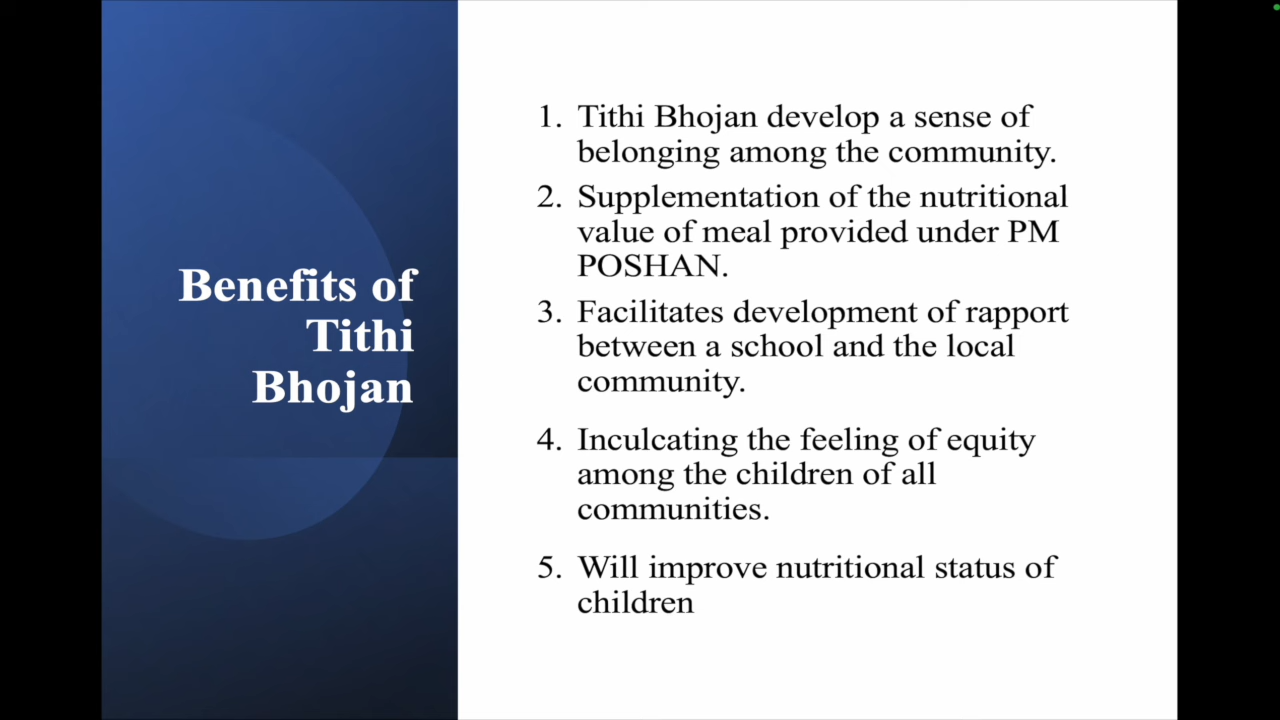 Benefits of
Tithi
Bhojan
1. Tithi Bhojan develop a sense of
belonging among the community.
2. Supplementation of the nutritional
value of meal provided under PM
POSHAN.
3. Facilitates development of rapport
between a school and the local
community.
4. Inculcating the feeling of equity
among the children of all
communities.
5. Will improve nutritional status of
children